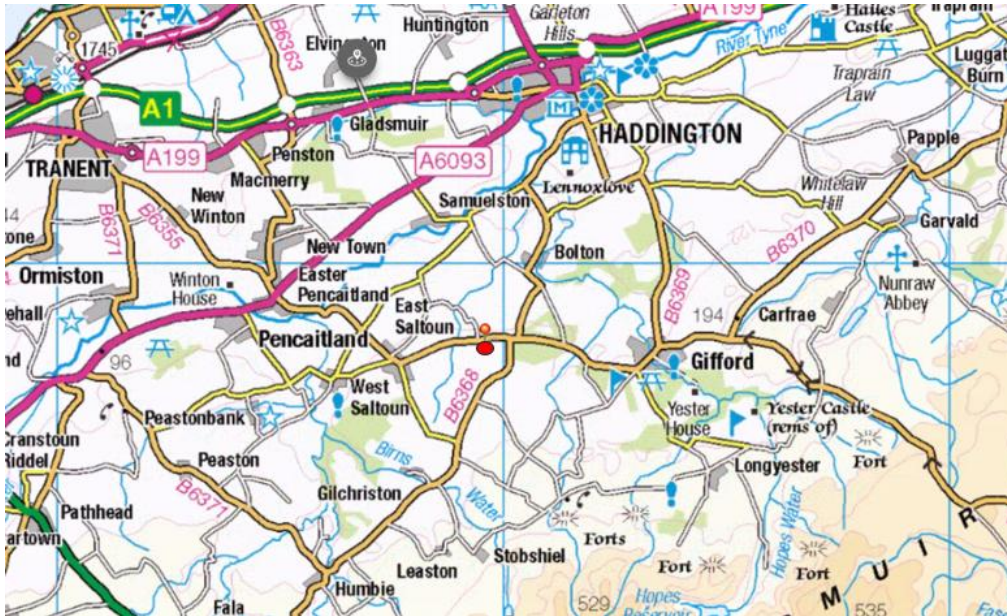 Huntington
Garleton
Hills
A199
Hailes
Castle
Traprain
1745
B6363
Elvingston
River Tyne
Luggate
Burn
A1
Gladsmuir
Traprain
Law
HADDINGTON
Papple
A199
Penston
A6093
TRANENT
Macmerry
Lennoxlove
Whitelaw
Hill
New
Winton
Samuelston
B6371
B6355
B6370
Garvald
New Town
Bolton
Ormiston
Winton
House
Easter
Pencaitland
B6369
Nunraw
Abbey
East
Saltoun
194
Carfrae
Pencaitland
96
Gifford
West
Saltoun
B6368
Peastonbank
Yester
House
Yester Castle
(rems of)
Cranstoun
Riddel
Fort
Peaston
Birns
Water
Longyester
B6371
Gilchriston
Pathhead
Hopes Water
Forts
Stobshiel
Fort
Fort
Leaston
Humbie
Fala
529
Hopes
Reservoir
535
MUIR